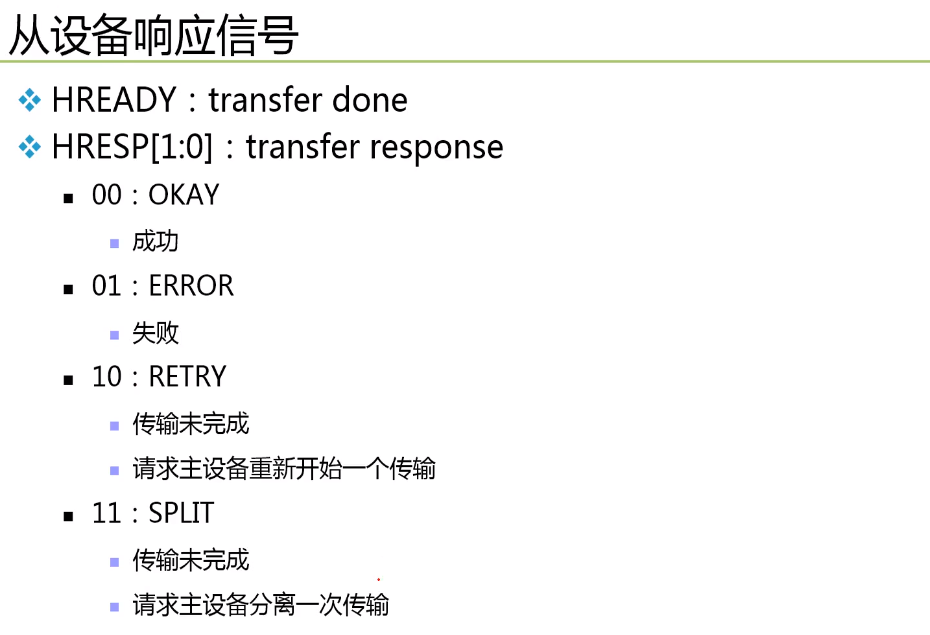 从设备响应信号
HREADY：transfer done
HRESP[1:0]：transfer response
00：OKAY
成功
01：ERROR
失败
10：RETRY
传输未完成
请求主设备重新开始一个传输
11：SPLIT
传输未完成
请求主设备分离一次传输